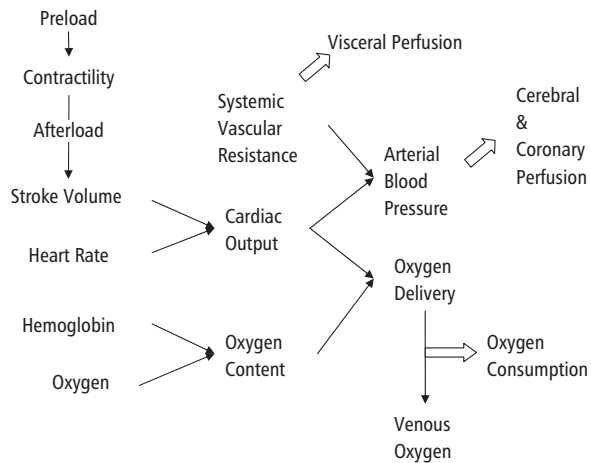 Preload
Contractility
Afterload
Stroke Volume
Heart Rate
Hemoglobin
Oxygen
Visceral Perfusion
Systemic
Vascular
Resistance
Cardiac
Output
Oxygen
Content
Arterial
Blood
Pressure
Oxygen
Delivery
Venous
Oxygen
Cerebral
&
Coronary
Perfusion
Oxygen
Consumption